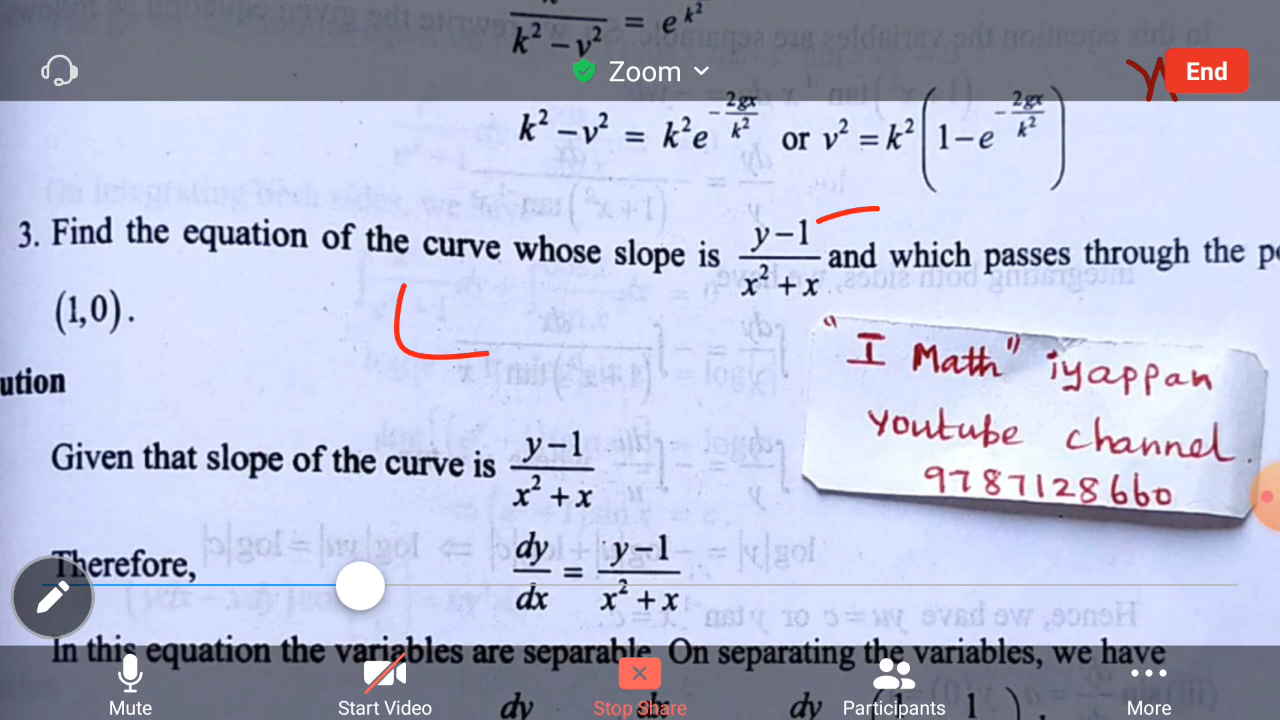 k² − v² = e k²
Zoom
End
k² − v² = k²e^(−2gx/k²) or v² = k²(1 − e^(−2gx/k²))
3. Find the equation of the curve whose slope is (y−1)/(x²+x) and which passes through the
(1,0).
"I Math" iyappan
youtube channel.
9787128660
ution
Given that slope of the curve is (y−1)/(x²+x)
Therefore, dy/dx = (y−1)/(x²+x)
In this equation the variables are separable. On separating the variables, we have
Mute
Start Video
Stop Share
Participants
More